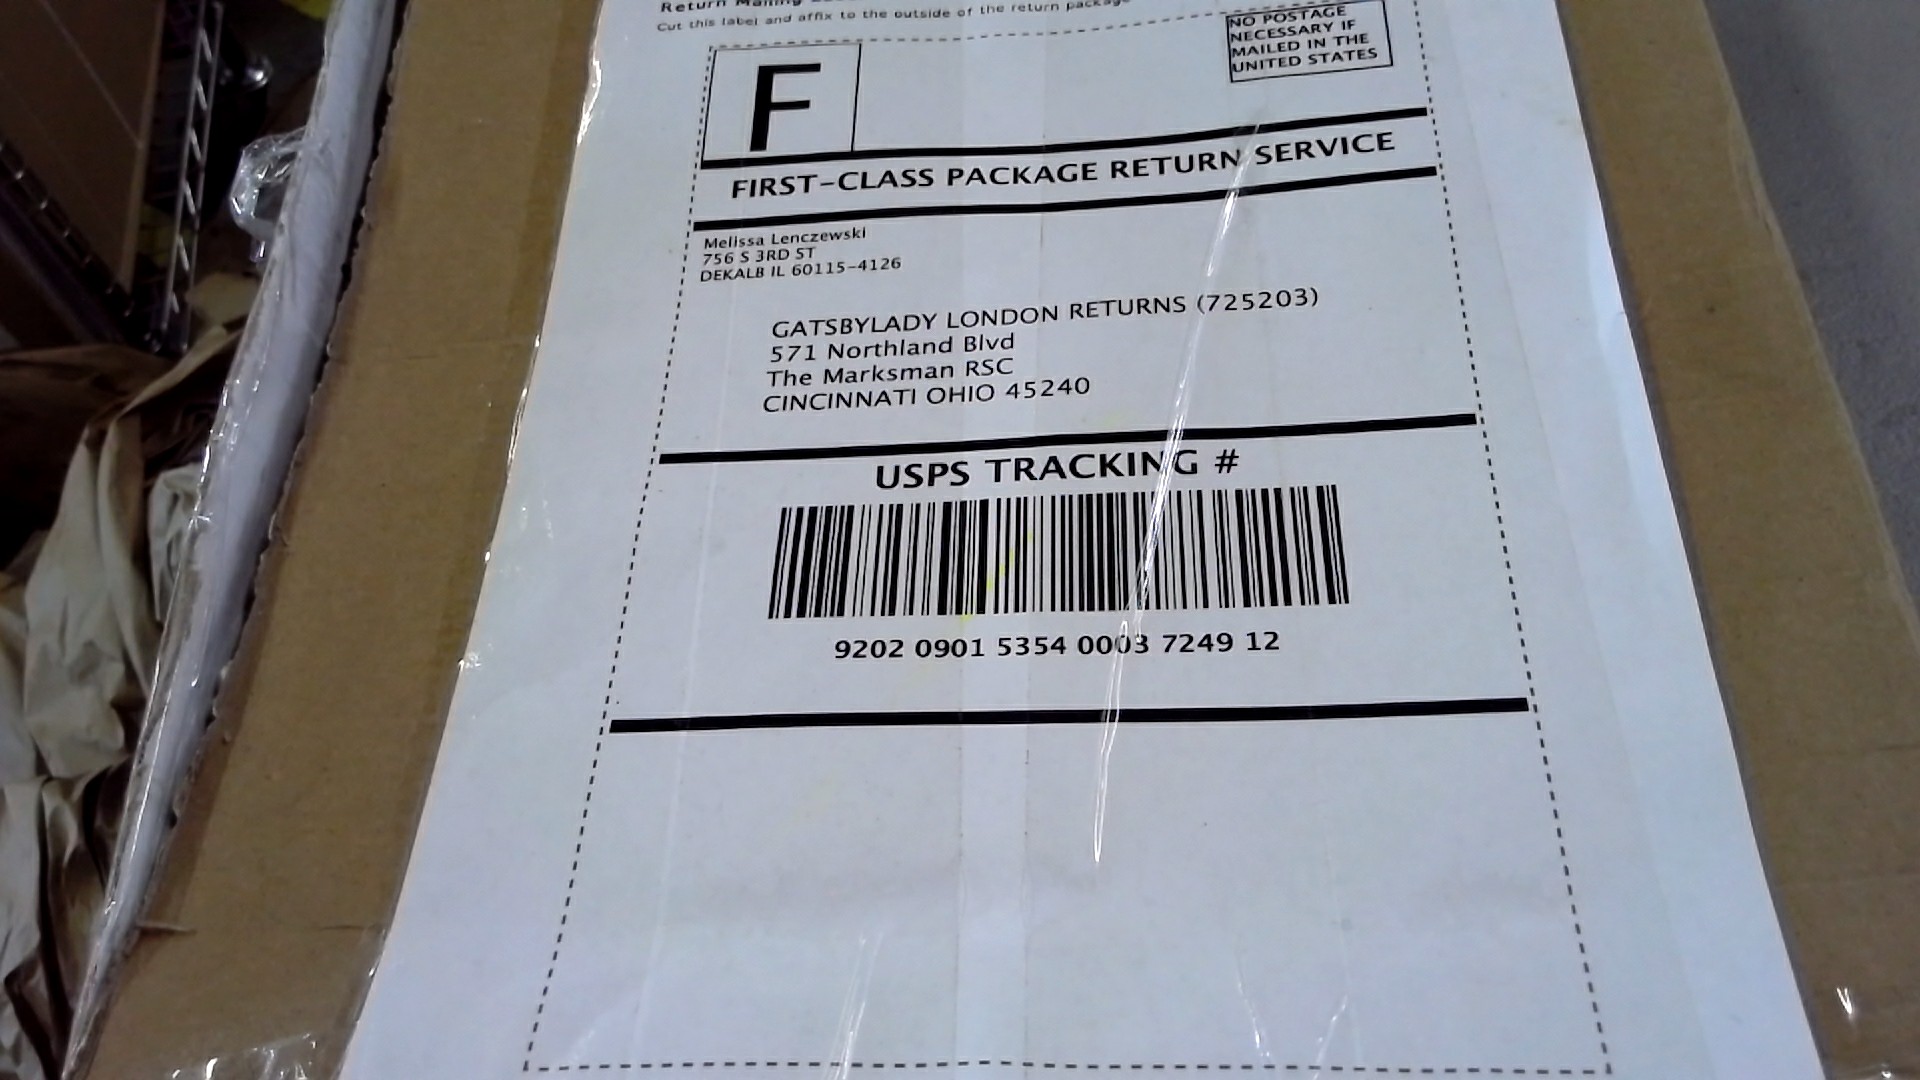 Return Mailing
Cut this label and affix to the outside of the return package
NO POSTAGE
NECESSARY IF
MAILED IN THE
UNITED STATES
F
FIRST-CLASS PACKAGE RETURN SERVICE
Melissa Lenczewski
756 S 3RD ST
DEKALB IL 60115-4126
GATSBYLADY LONDON RETURNS (725203)
571 Northland Blvd
The Marksman RSC
CINCINNATI OHIO 45240
USPS TRACKING #
9202 0901 5354 0003 7249 12